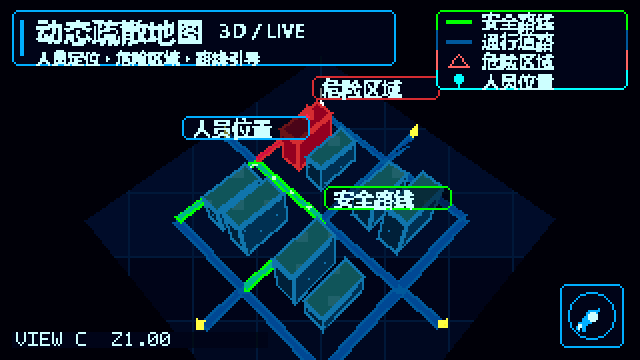 动态疏散地图 3D/LIVE
人员定位·危险区域·路线引导
安全路线
通行道路
危险区域
人员位置
危险区域
人员位置
安全路线
VIEW C Z1.00